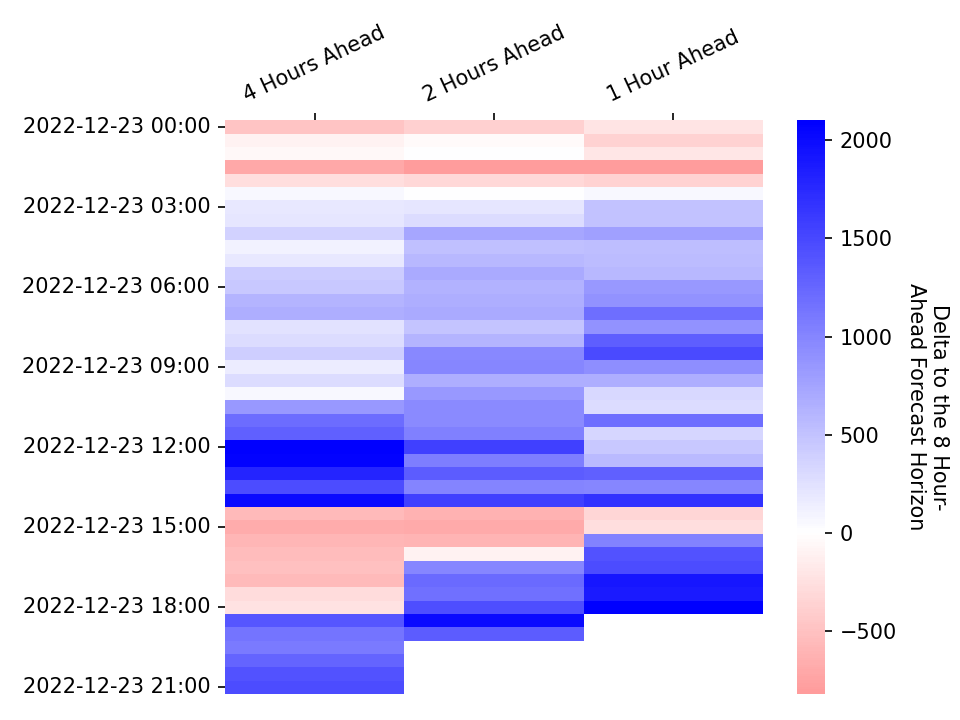 4 Hours Ahead
2 Hours Ahead
1 Hour Ahead
2022-12-23 00:00
2022-12-23 03:00
2022-12-23 06:00
2022-12-23 09:00
2022-12-23 12:00
2022-12-23 15:00
2022-12-23 18:00
2022-12-23 21:00
2000
1500
1000
500
0
−500
Delta to the 8 Hour-
Ahead Forecast Horizon